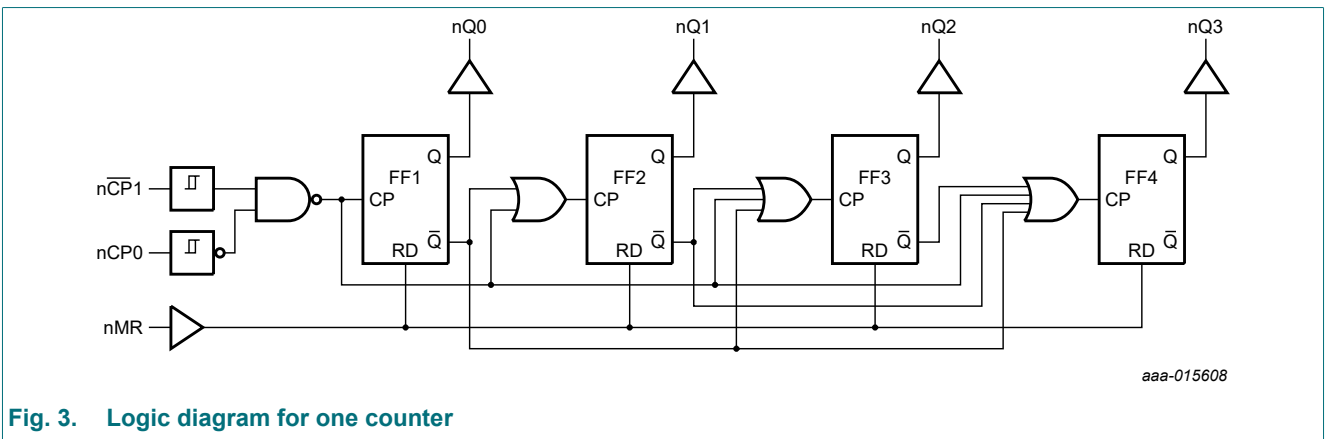 nQ0 nQ1 nQ2 nQ3
Q Q Q Q
FF1 FF2 FF3 FF4
nC̅P̅1
CP CP CP CP
nCP0
Q̅ Q̅ Q̅ Q̅
RD RD RD RD
nMR
aaa-015608
Fig. 3. Logic diagram for one counter